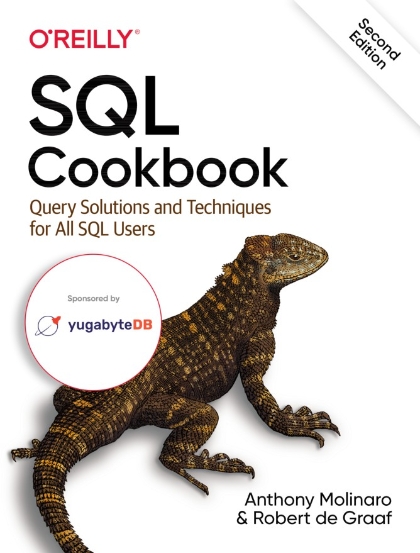 O'REILLY®
Second
Edition
SQL
Cookbook
Query Solutions and Techniques
for All SQL Users
Sponsored by
yugabyteDB
Anthony Molinaro
& Robert de Graaf